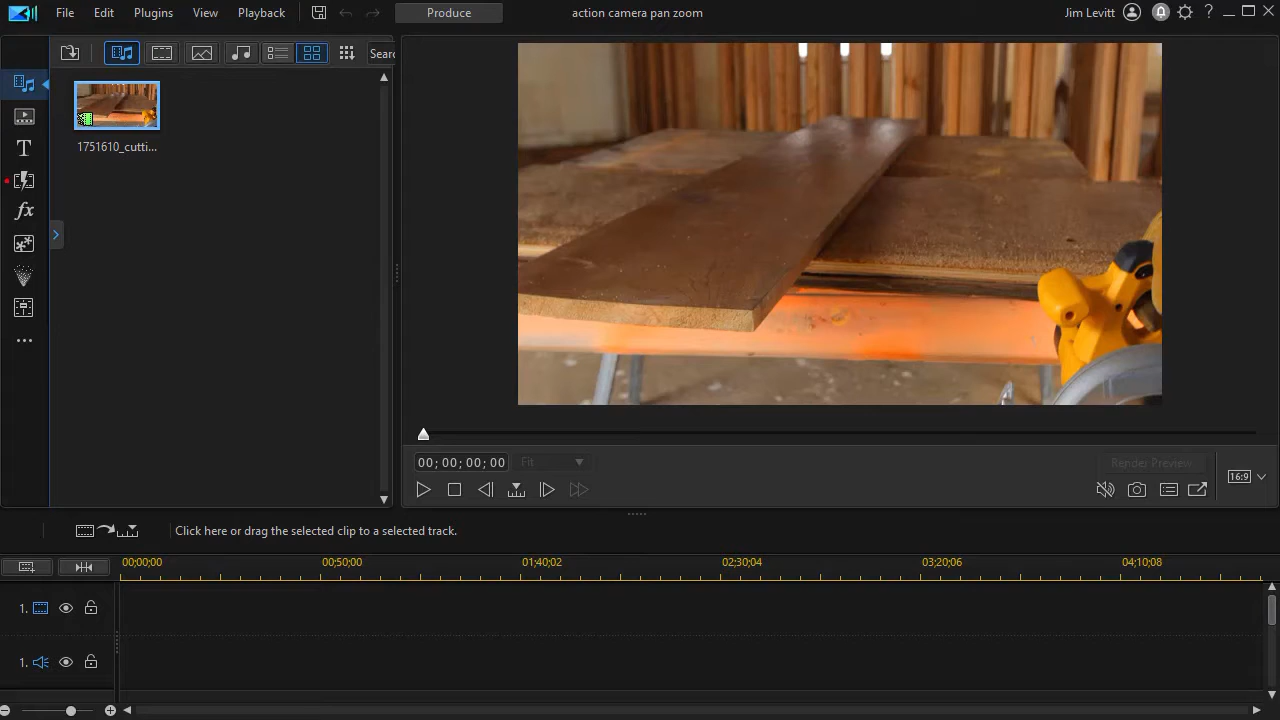 File Edit Plugins View Playback Produce action camera pan zoom Jim Levitt
Sear
1751610_cutti...
T
fx
00; 00; 00; 00 Fit Render Preview
16:9
Click here or drag the selected clip to a selected track.
00;00;00 00;50;00 01;40;02 02;30;04 03;20;06 04;10;08
1.
1.